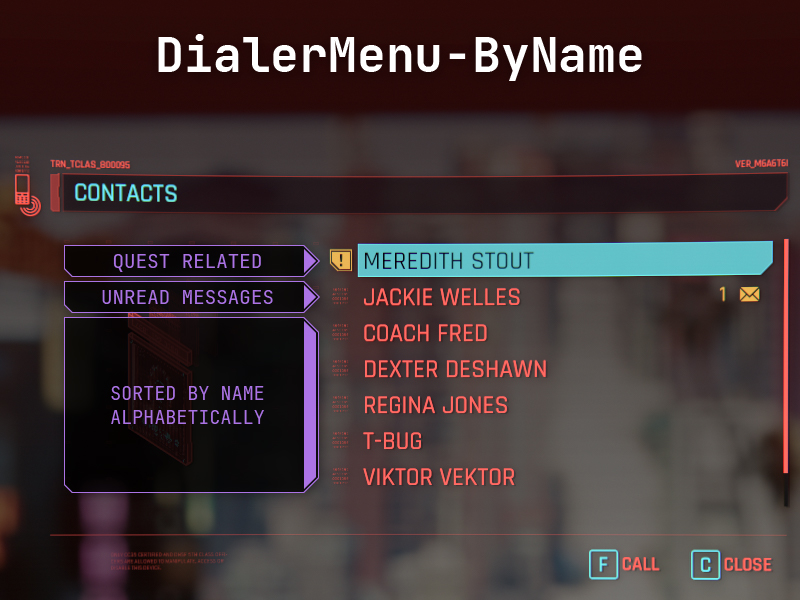 DialerMenu-ByName
TRN_TCLAS_800095
VER_M6A6T6I
CONTACTS
QUEST RELATED
! MEREDITH STOUT
UNREAD MESSAGES
JACKIE WELLES 1
COACH FRED
DEXTER DESHAWN
SORTED BY NAME
ALPHABETICALLY
REGINA JONES
T-BUG
VIKTOR VEKTOR
F CALL
C CLOSE